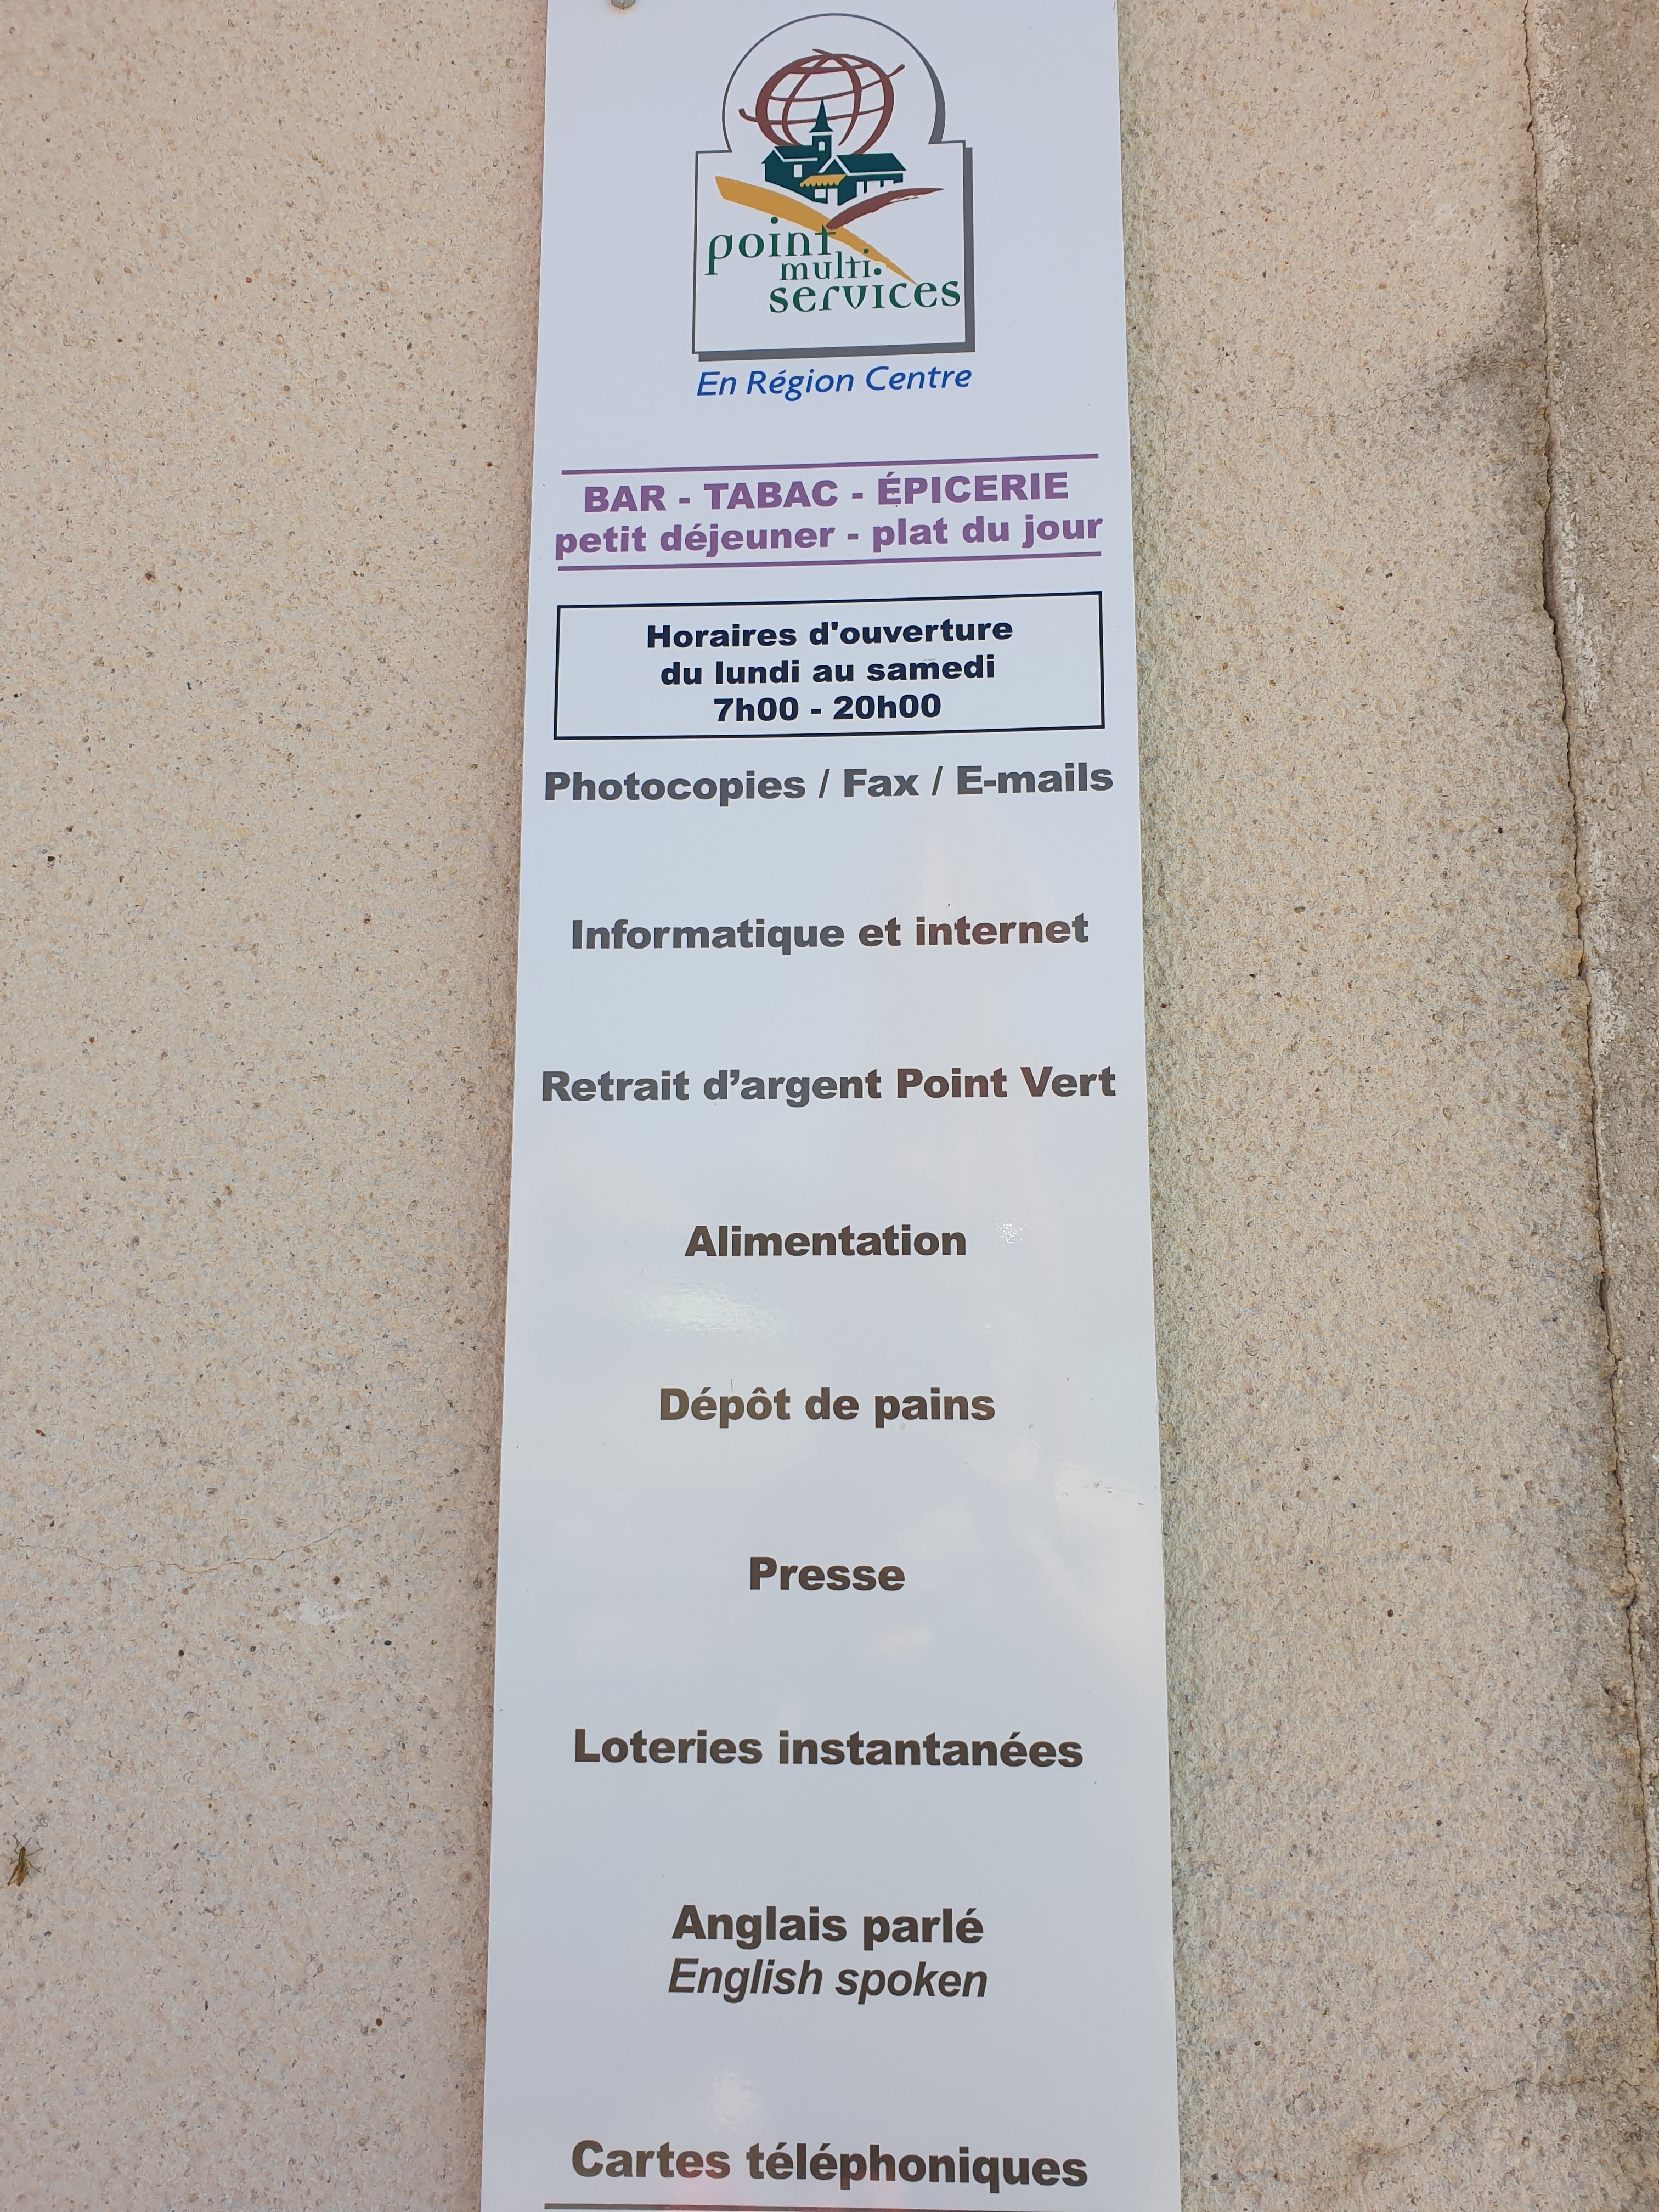 point
multi.
services
En Région Centre
BAR - TABAC - ÉPICERIE
petit déjeuner - plat du jour
Horaires d'ouverture
du lundi au samedi
7h00 - 20h00
Photocopies / Fax / E-mails
Informatique et internet
Retrait d’argent Point Vert
Alimentation
Dépôt de pains
Presse
Loteries instantanées
Anglais parlé
English spoken
Cartes téléphoniques